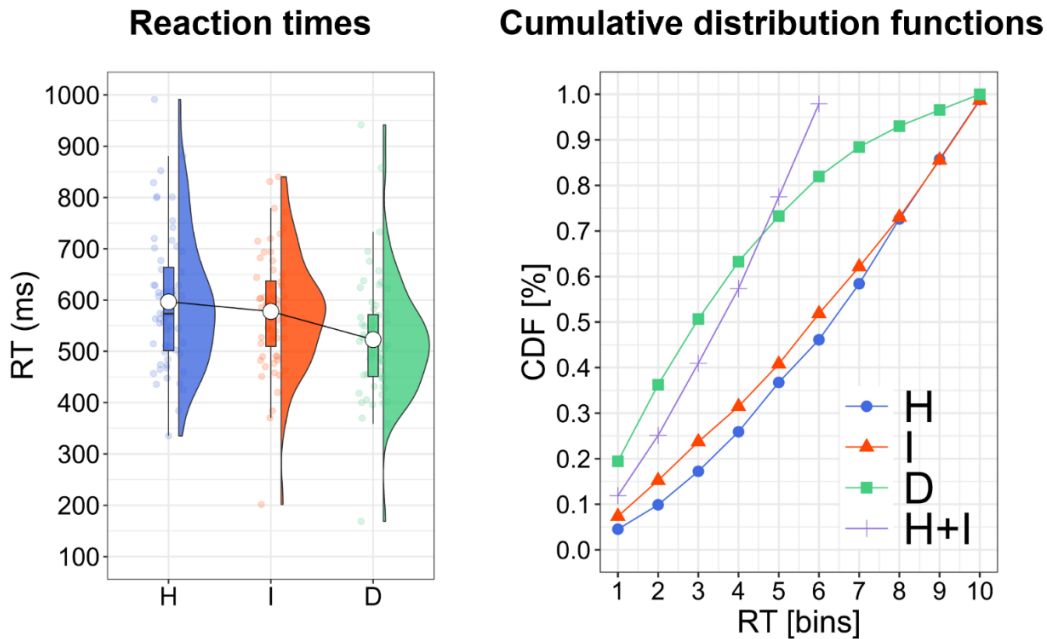 Reaction times
Cumulative distribution functions
RT (ms)
1000
900
800
700
600
500
400
300
200
100
H I D
CDF [%]
1.0
0.9
0.8
0.7
0.6
0.5
0.4
0.3
0.2
0.1
0.0
H
I
D
H+I
1 2 3 4 5 6 7 8 9 10
RT [bins]